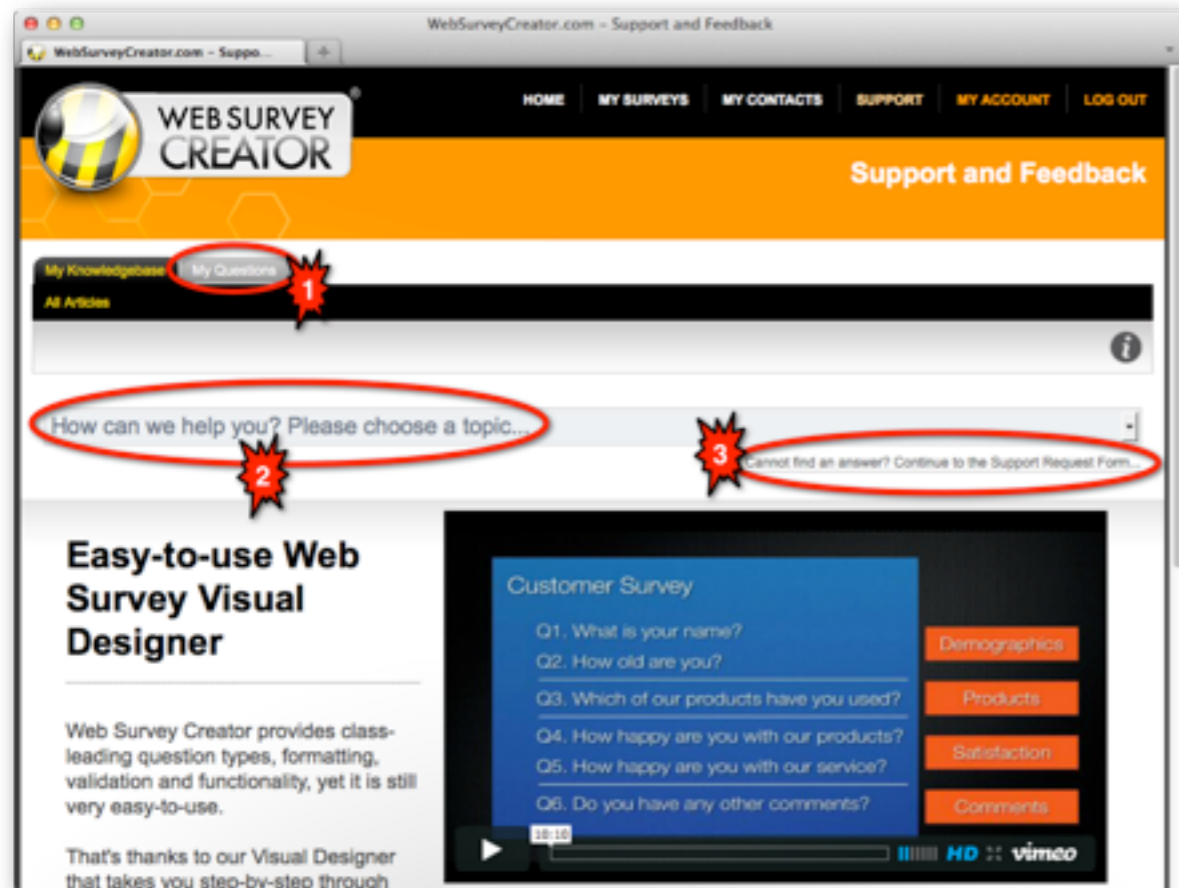 WebSurveyCreator.com – Support and Feedback
WebSurveyCreator.com – Suppo...
WEB SURVEY
CREATOR
®
HOME MY SURVEYS MY CONTACTS SUPPORT MY ACCOUNT LOG OUT
Support and Feedback
My Knowledgebase My Questions
1
All Articles
i
How can we help you? Please choose a topic...
2
3
Cannot find an answer? Continue to the Support Request Form...
Easy-to-use Web
Survey Visual
Designer
Web Survey Creator provides class-
leading question types, formatting,
validation and functionality, yet it is still
very easy-to-use.
That's thanks to our Visual Designer
that takes you step-by-step through
Customer Survey
Q1. What is your name?
Q2. How old are you?
Q3. Which of our products have you used?
Q4. How happy are you with our products?
Q5. How happy are you with our service?
Q6. Do you have any other comments?
Demographics
Products
Satisfaction
Comments
10:10
HD vimeo